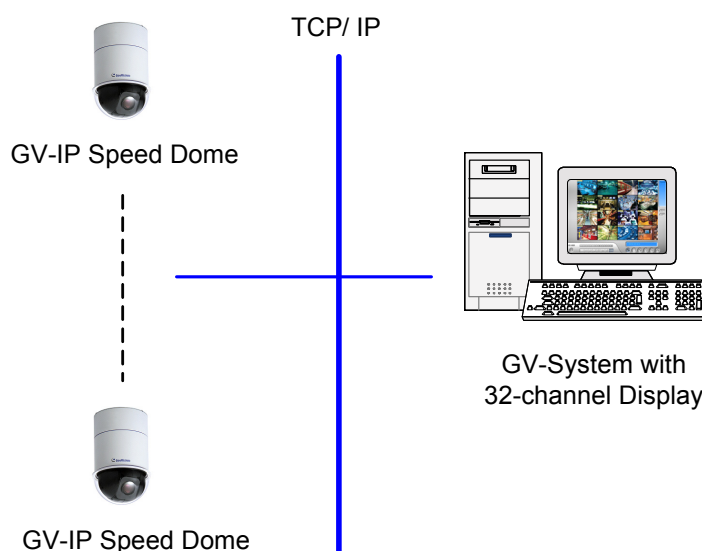 TCP/ IP
GV-IP Speed Dome
GV-System with
32-channel Display
GV-IP Speed Dome